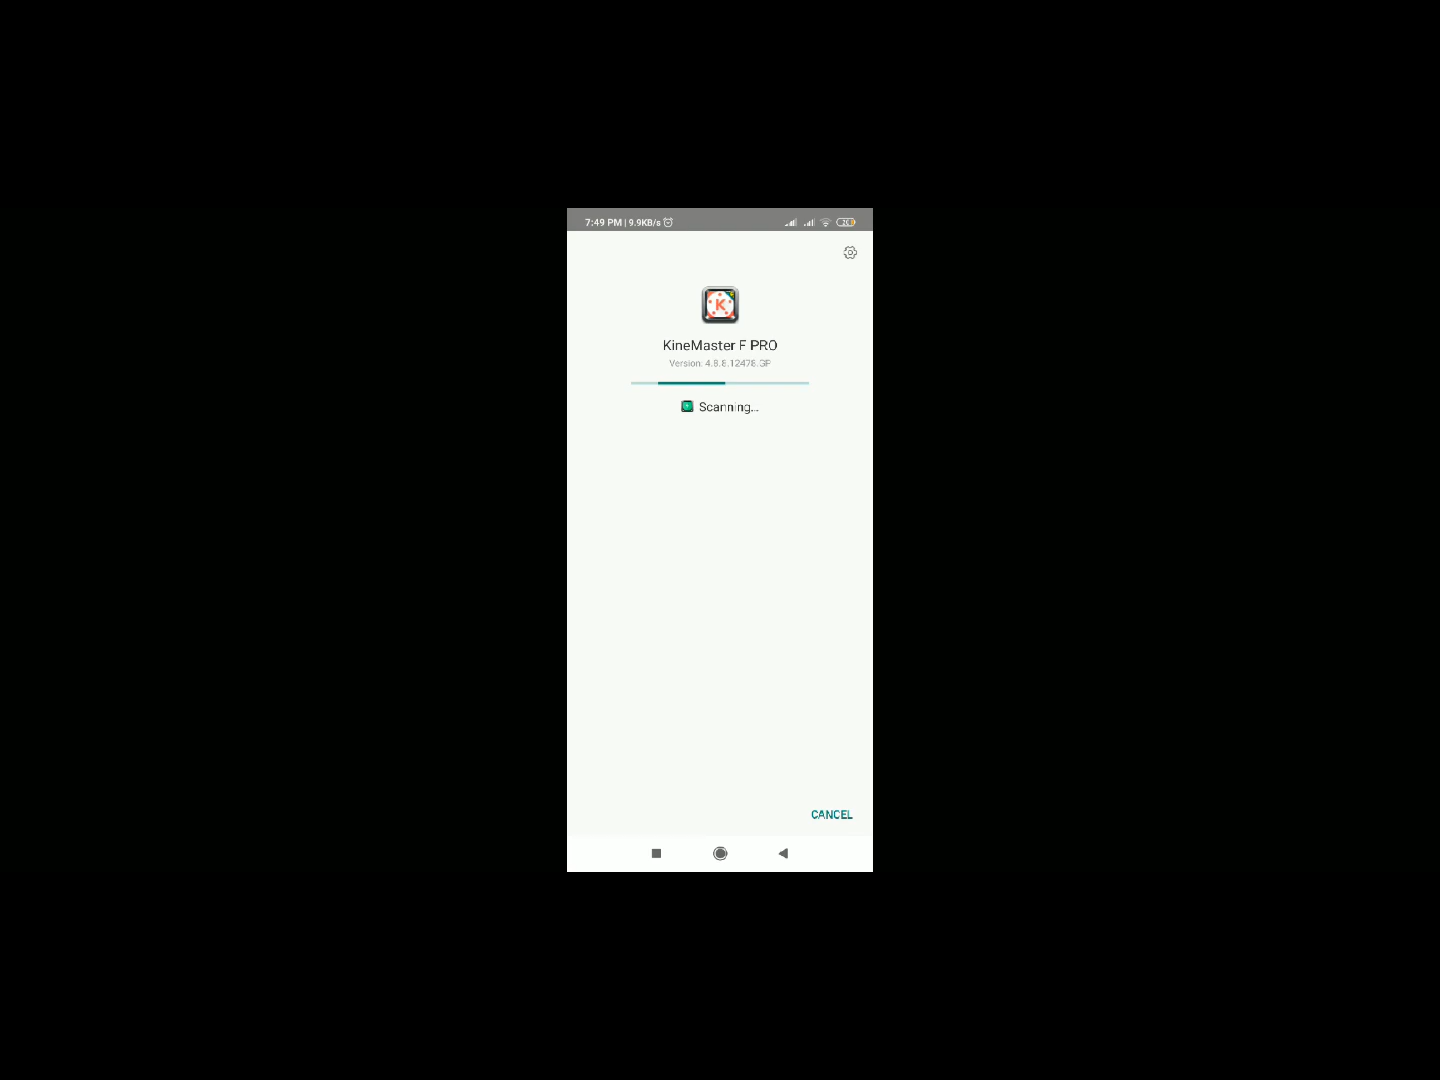 7:49 PM | 9.9KB/s
KineMaster F PRO
Version: 4.8.8.12478.GP
Scanning...
CANCEL